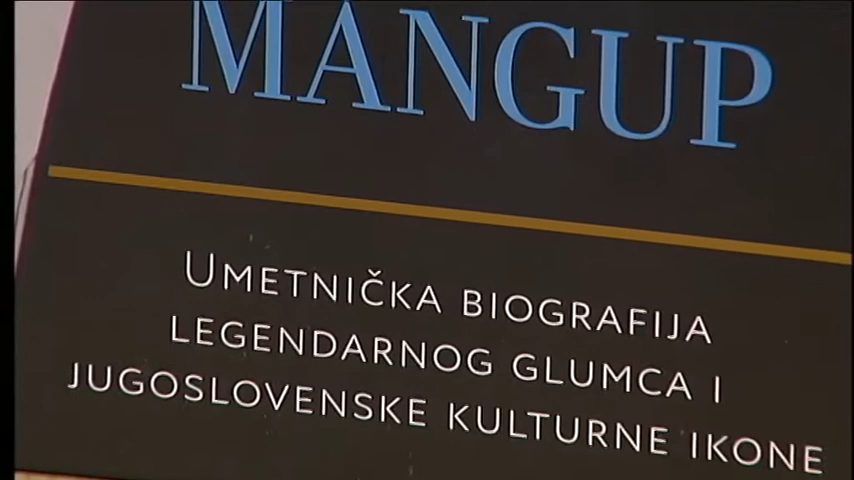 MANGUP
UMETNIČKA BIOGRAFIJA
LEGENDARNOG GLUMCA I
JUGOSLOVENSKE KULTURNE IKONE